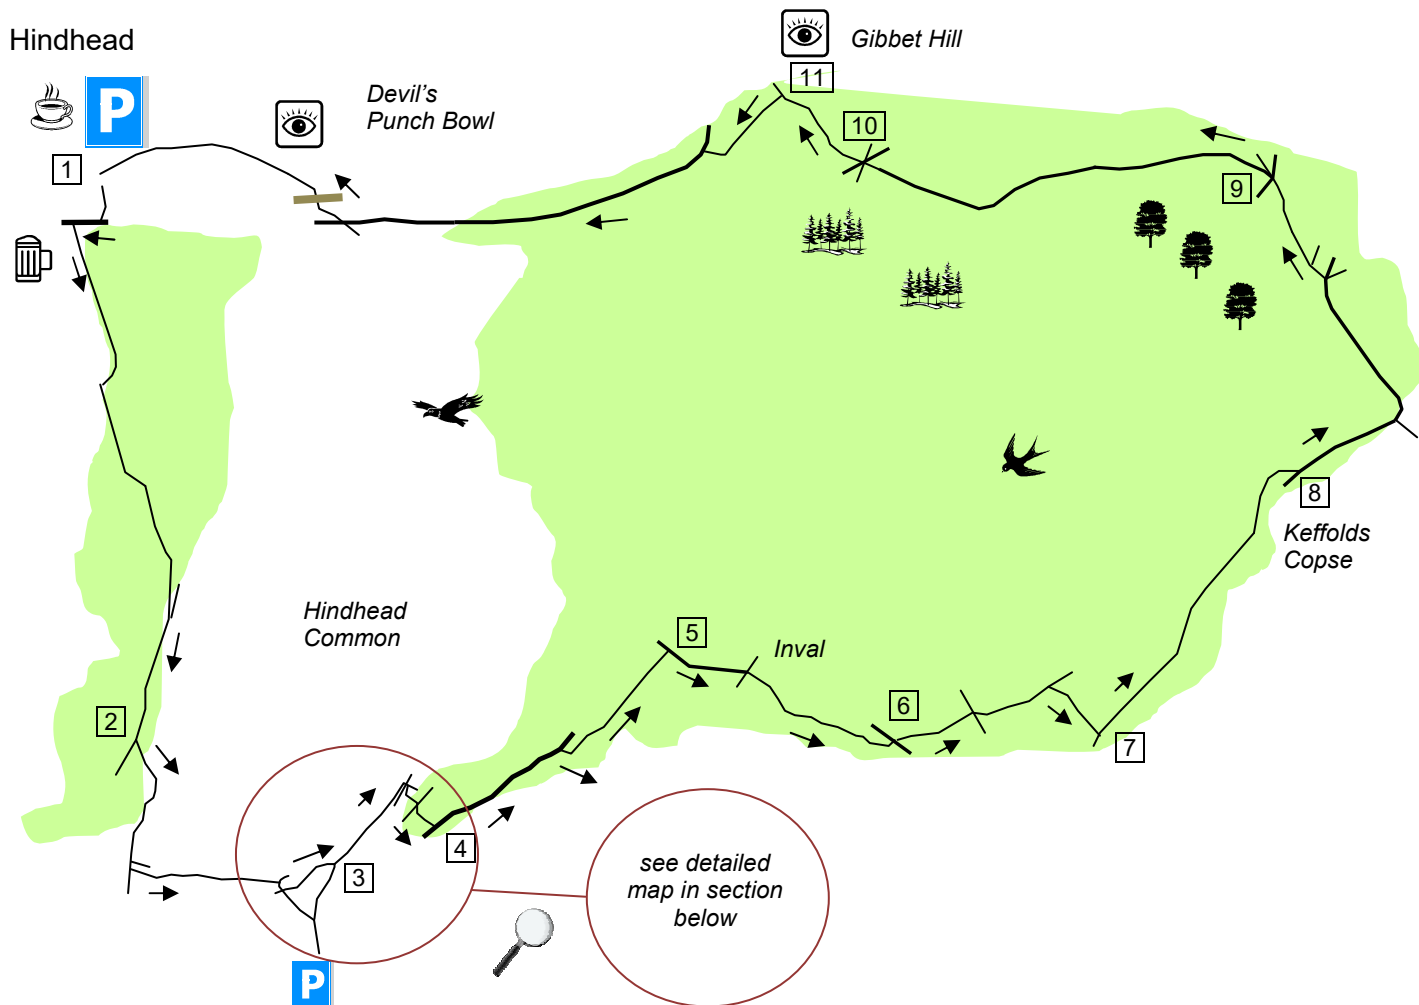 Hindhead
P
1
Devil's
Punch Bowl
Gibbet Hill
11
10
9
8
Keffolds
Copse
Hindhead
Common
5
Inval
6
7
2
3
4
see detailed
map in section
below
P